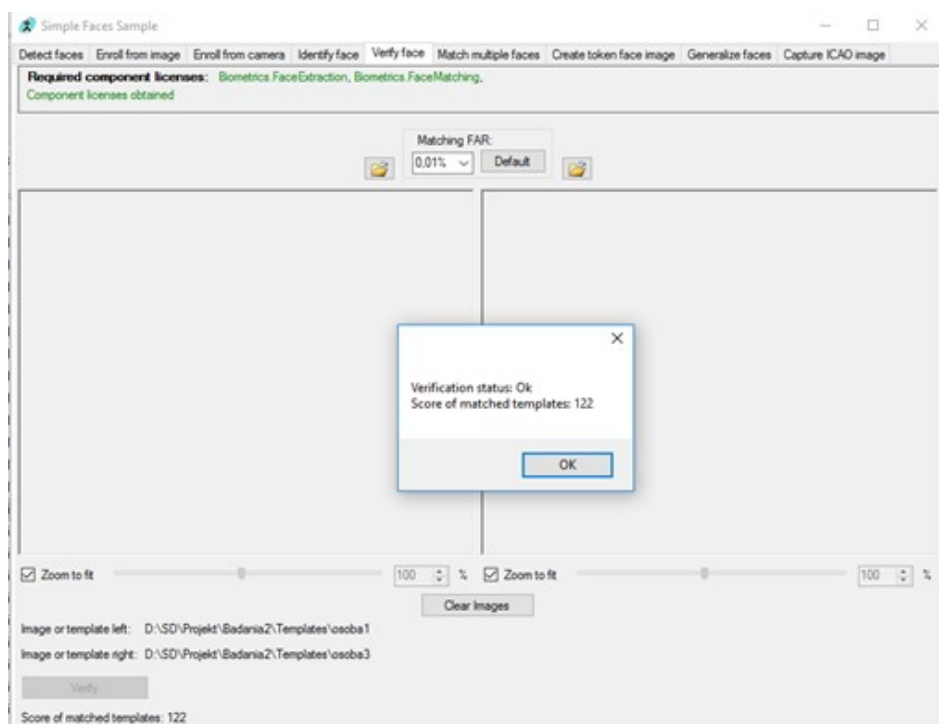 Simple Faces Sample
Detect faces Enroll from image Enroll from camera Identify face Verify face Match multiple faces Create token face image Generalize faces Capture ICAO image
Required component licenses: Biometrics.FaceExtraction, Biometrics.FaceMatching,
Component licenses obtained
Matching FAR:
0.01% Default
Verification status: Ok
Score of matched templates: 122
OK
Zoom to fit 100 % Zoom to fit 100 %
Clear Images
Image or template left: D:\SD\Projekt\Badania2\Templates\osoba1
Image or template right: D:\SD\Projekt\Badania2\Templates\osoba3
Verify
Score of matched templates: 122